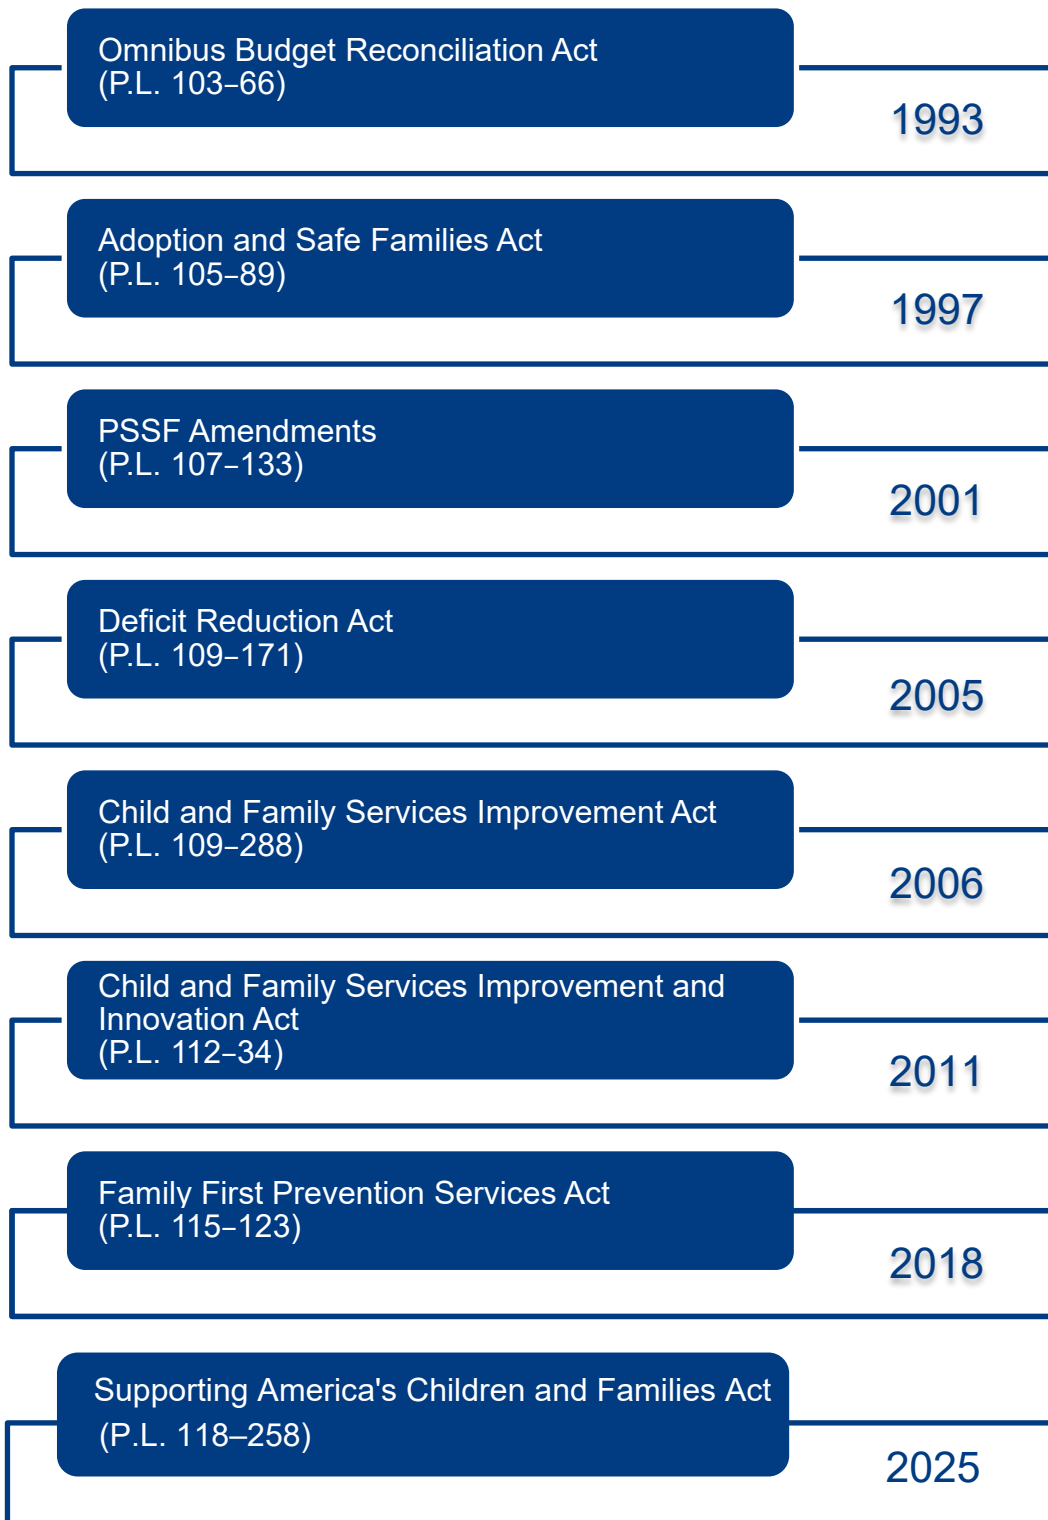 Omnibus Budget Reconciliation Act
(P.L. 103–66)
1993
Adoption and Safe Families Act
(P.L. 105–89)
1997
PSSF Amendments
(P.L. 107–133)
2001
Deficit Reduction Act
(P.L. 109–171)
2005
Child and Family Services Improvement Act
(P.L. 109–288)
2006
Child and Family Services Improvement and
Innovation Act
(P.L. 112–34)
2011
Family First Prevention Services Act
(P.L. 115–123)
2018
Supporting America's Children and Families Act
(P.L. 118–258)
2025